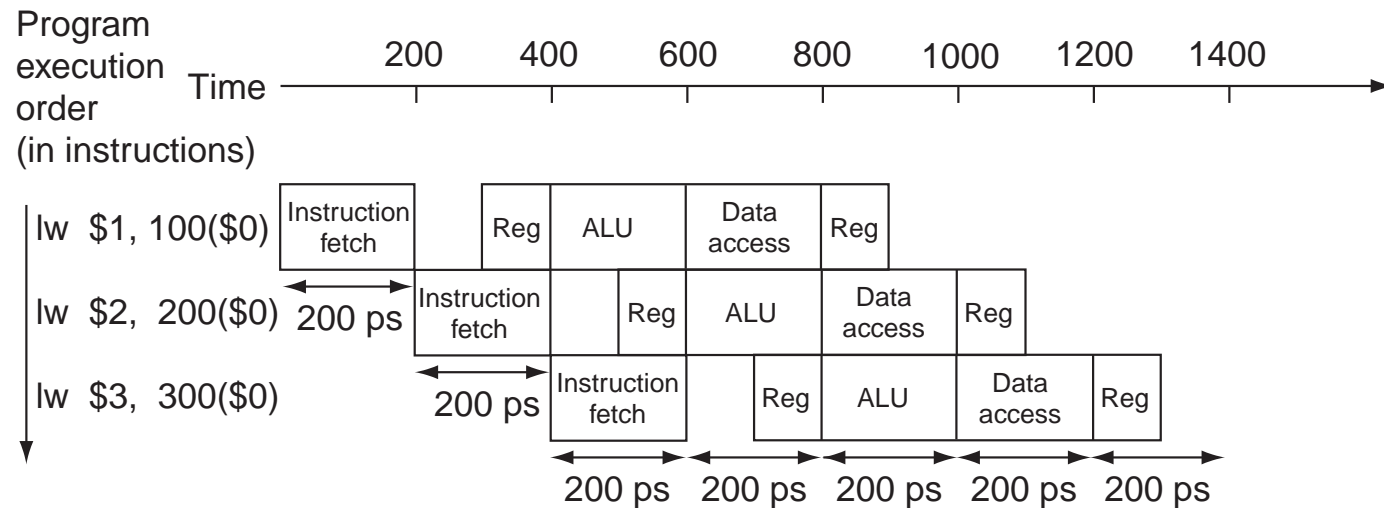 Program
execution
order
(in instructions)
Time
200 400 600 800 1000 1200 1400
lw $1, 100($0)
Instruction
fetch
Reg
ALU
Data
access
Reg
200 ps
lw $2, 200($0)
Instruction
fetch
Reg
ALU
Data
access
Reg
200 ps
lw $3, 300($0)
Instruction
fetch
Reg
ALU
Data
access
Reg
200 ps 200 ps 200 ps 200 ps 200 ps